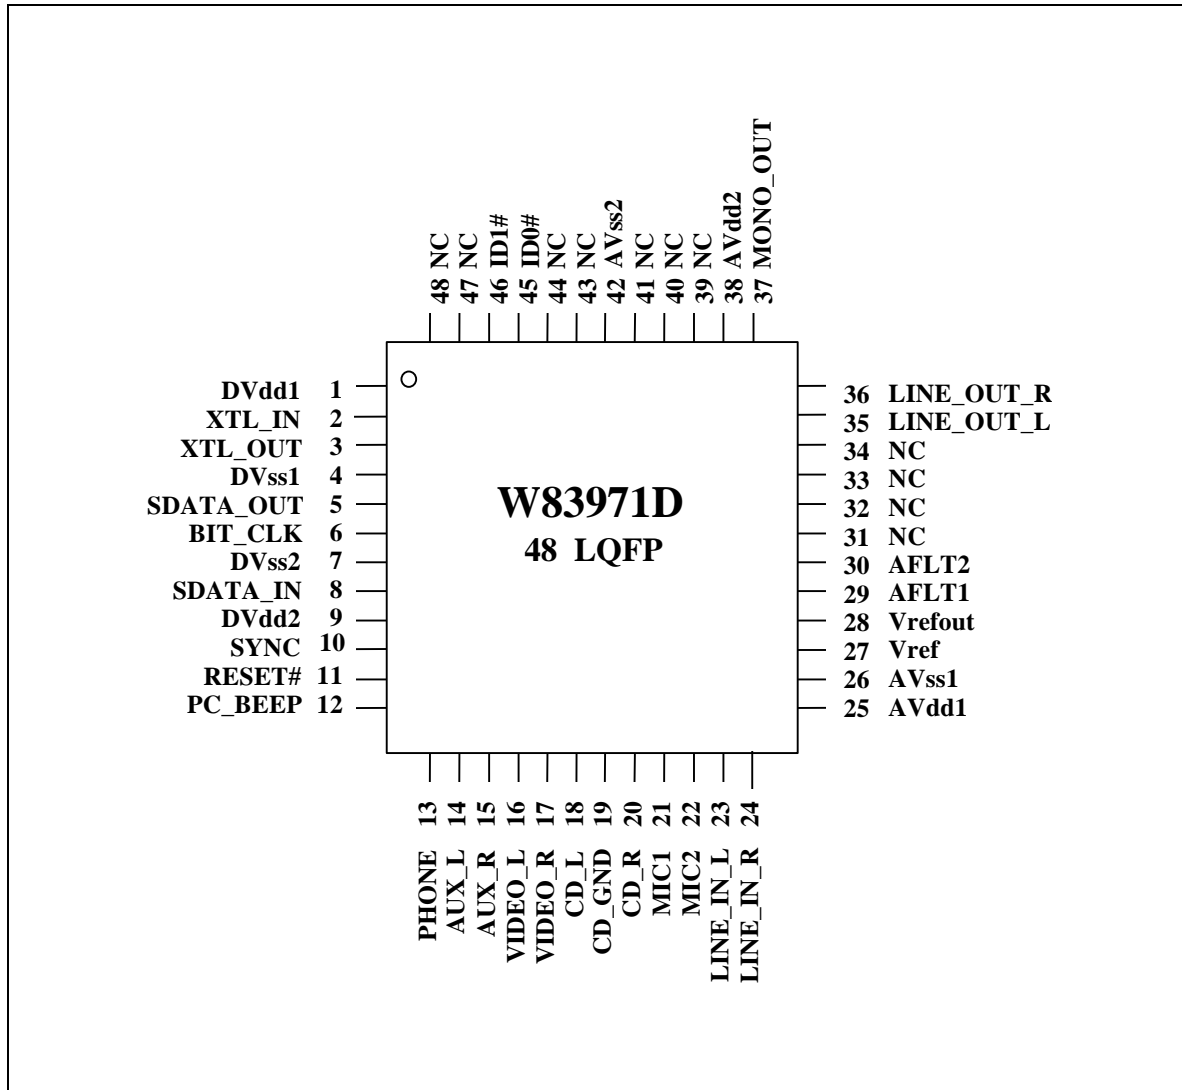 48 NC
47 NC
46 ID1#
45 ID0#
44 NC
43 NC
42 AVss2
41 NC
40 NC
39 NC
38 AVdd2
37 MONO_OUT
DVdd1 1
XTL_IN 2
XTL_OUT 3
DVss1 4
SDATA_OUT 5
BIT_CLK 6
DVss2 7
SDATA_IN 8
DVdd2 9
SYNC 10
RESET# 11
PC_BEEP 12
W83971D
48 LQFP
36 LINE_OUT_R
35 LINE_OUT_L
34 NC
33 NC
32 NC
31 NC
30 AFLT2
29 AFLT1
28 Vrefout
27 Vref
26 AVss1
25 AVdd1
PHONE 13
AUX_L 14
AUX_R 15
VIDEO_L 16
VIDEO_R 17
CD_L 18
CD_GND 19
CD_R 20
MIC1 21
MIC2 22
LINE_IN_L 23
LINE_IN_R 24